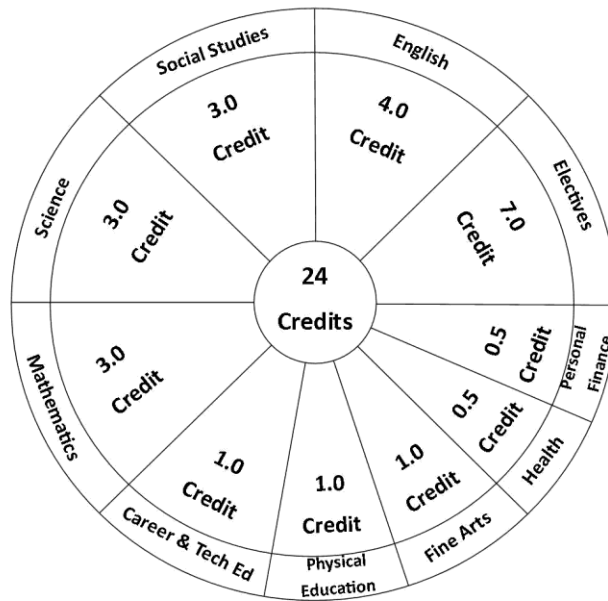 Social Studies
3.0
Credit
English
4.0
Credit
Electives
7.0
Credit
Personal
Finance
0.5
Credit
Health
0.5
Credit
Fine Arts
1.0
Credit
Physical
Education
1.0
Credit
Career & Tech Ed
1.0
Credit
Mathematics
3.0
Credit
Science
3.0
Credit
24
Credits